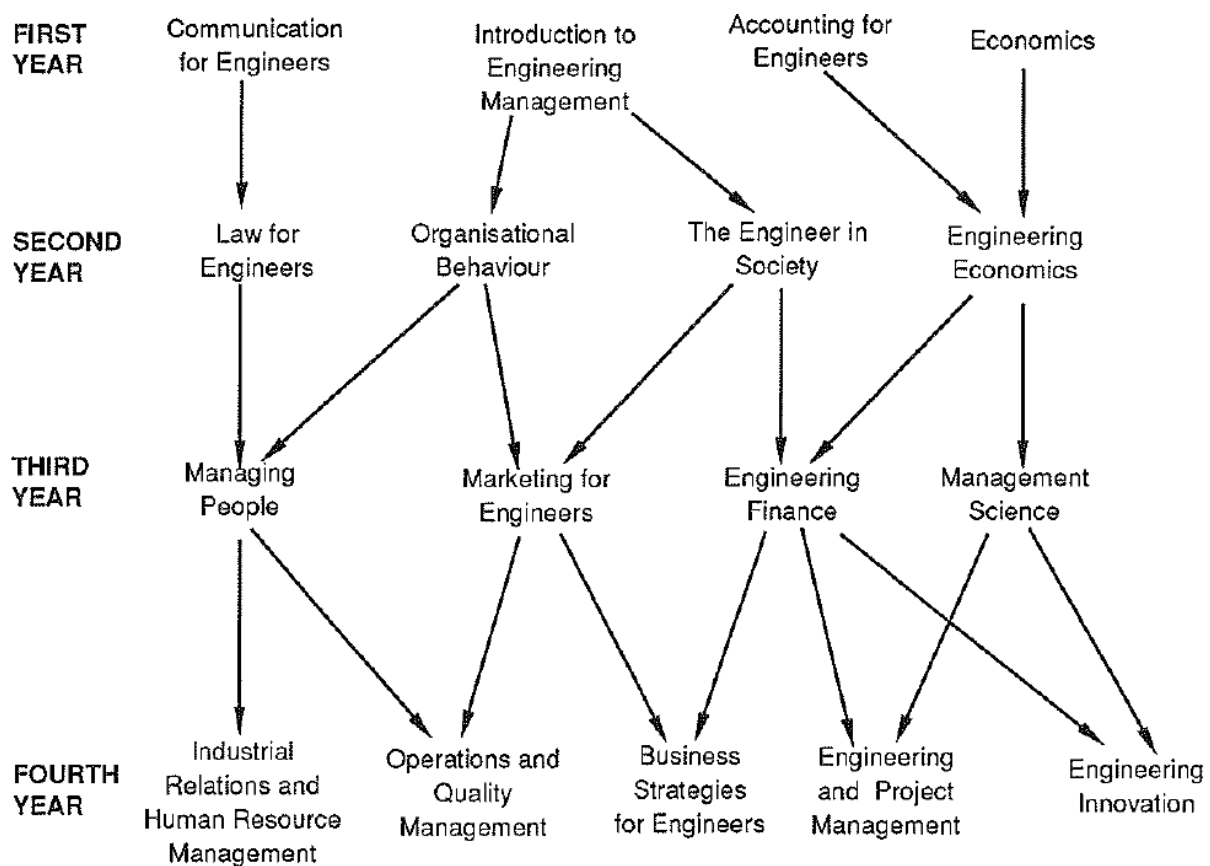 FIRST
YEAR
Communication
for Engineers
Introduction to
Engineering
Management
Accounting for
Engineers
Economics
SECOND
YEAR
Law for
Engineers
Organisational
Behaviour
The Engineer in
Society
Engineering
Economics
THIRD
YEAR
Managing
People
Marketing for
Engineers
Engineering
Finance
Management
Science
FOURTH
YEAR
Industrial
Relations and
Human Resource
Management
Operations and
Quality
Management
Business
Strategies
for Engineers
Engineering
and Project
Management
Engineering
Innovation